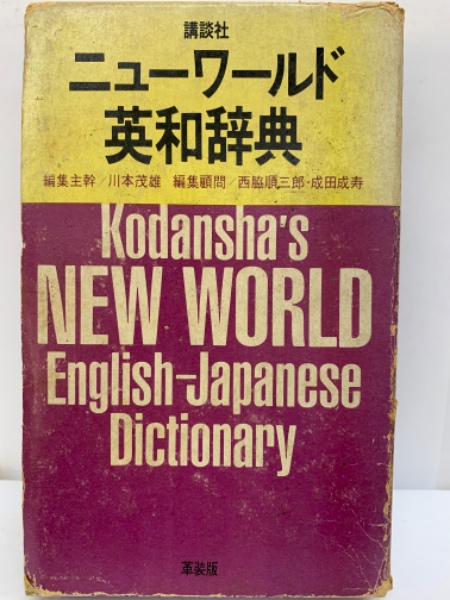 講談社
ニューワールド
英和辞典
編集主幹/川本茂雄 編集顧問/西脇順三郎・成田成寿
Kodansha's
NEW WORLD
English-Japanese
Dictionary
革装版